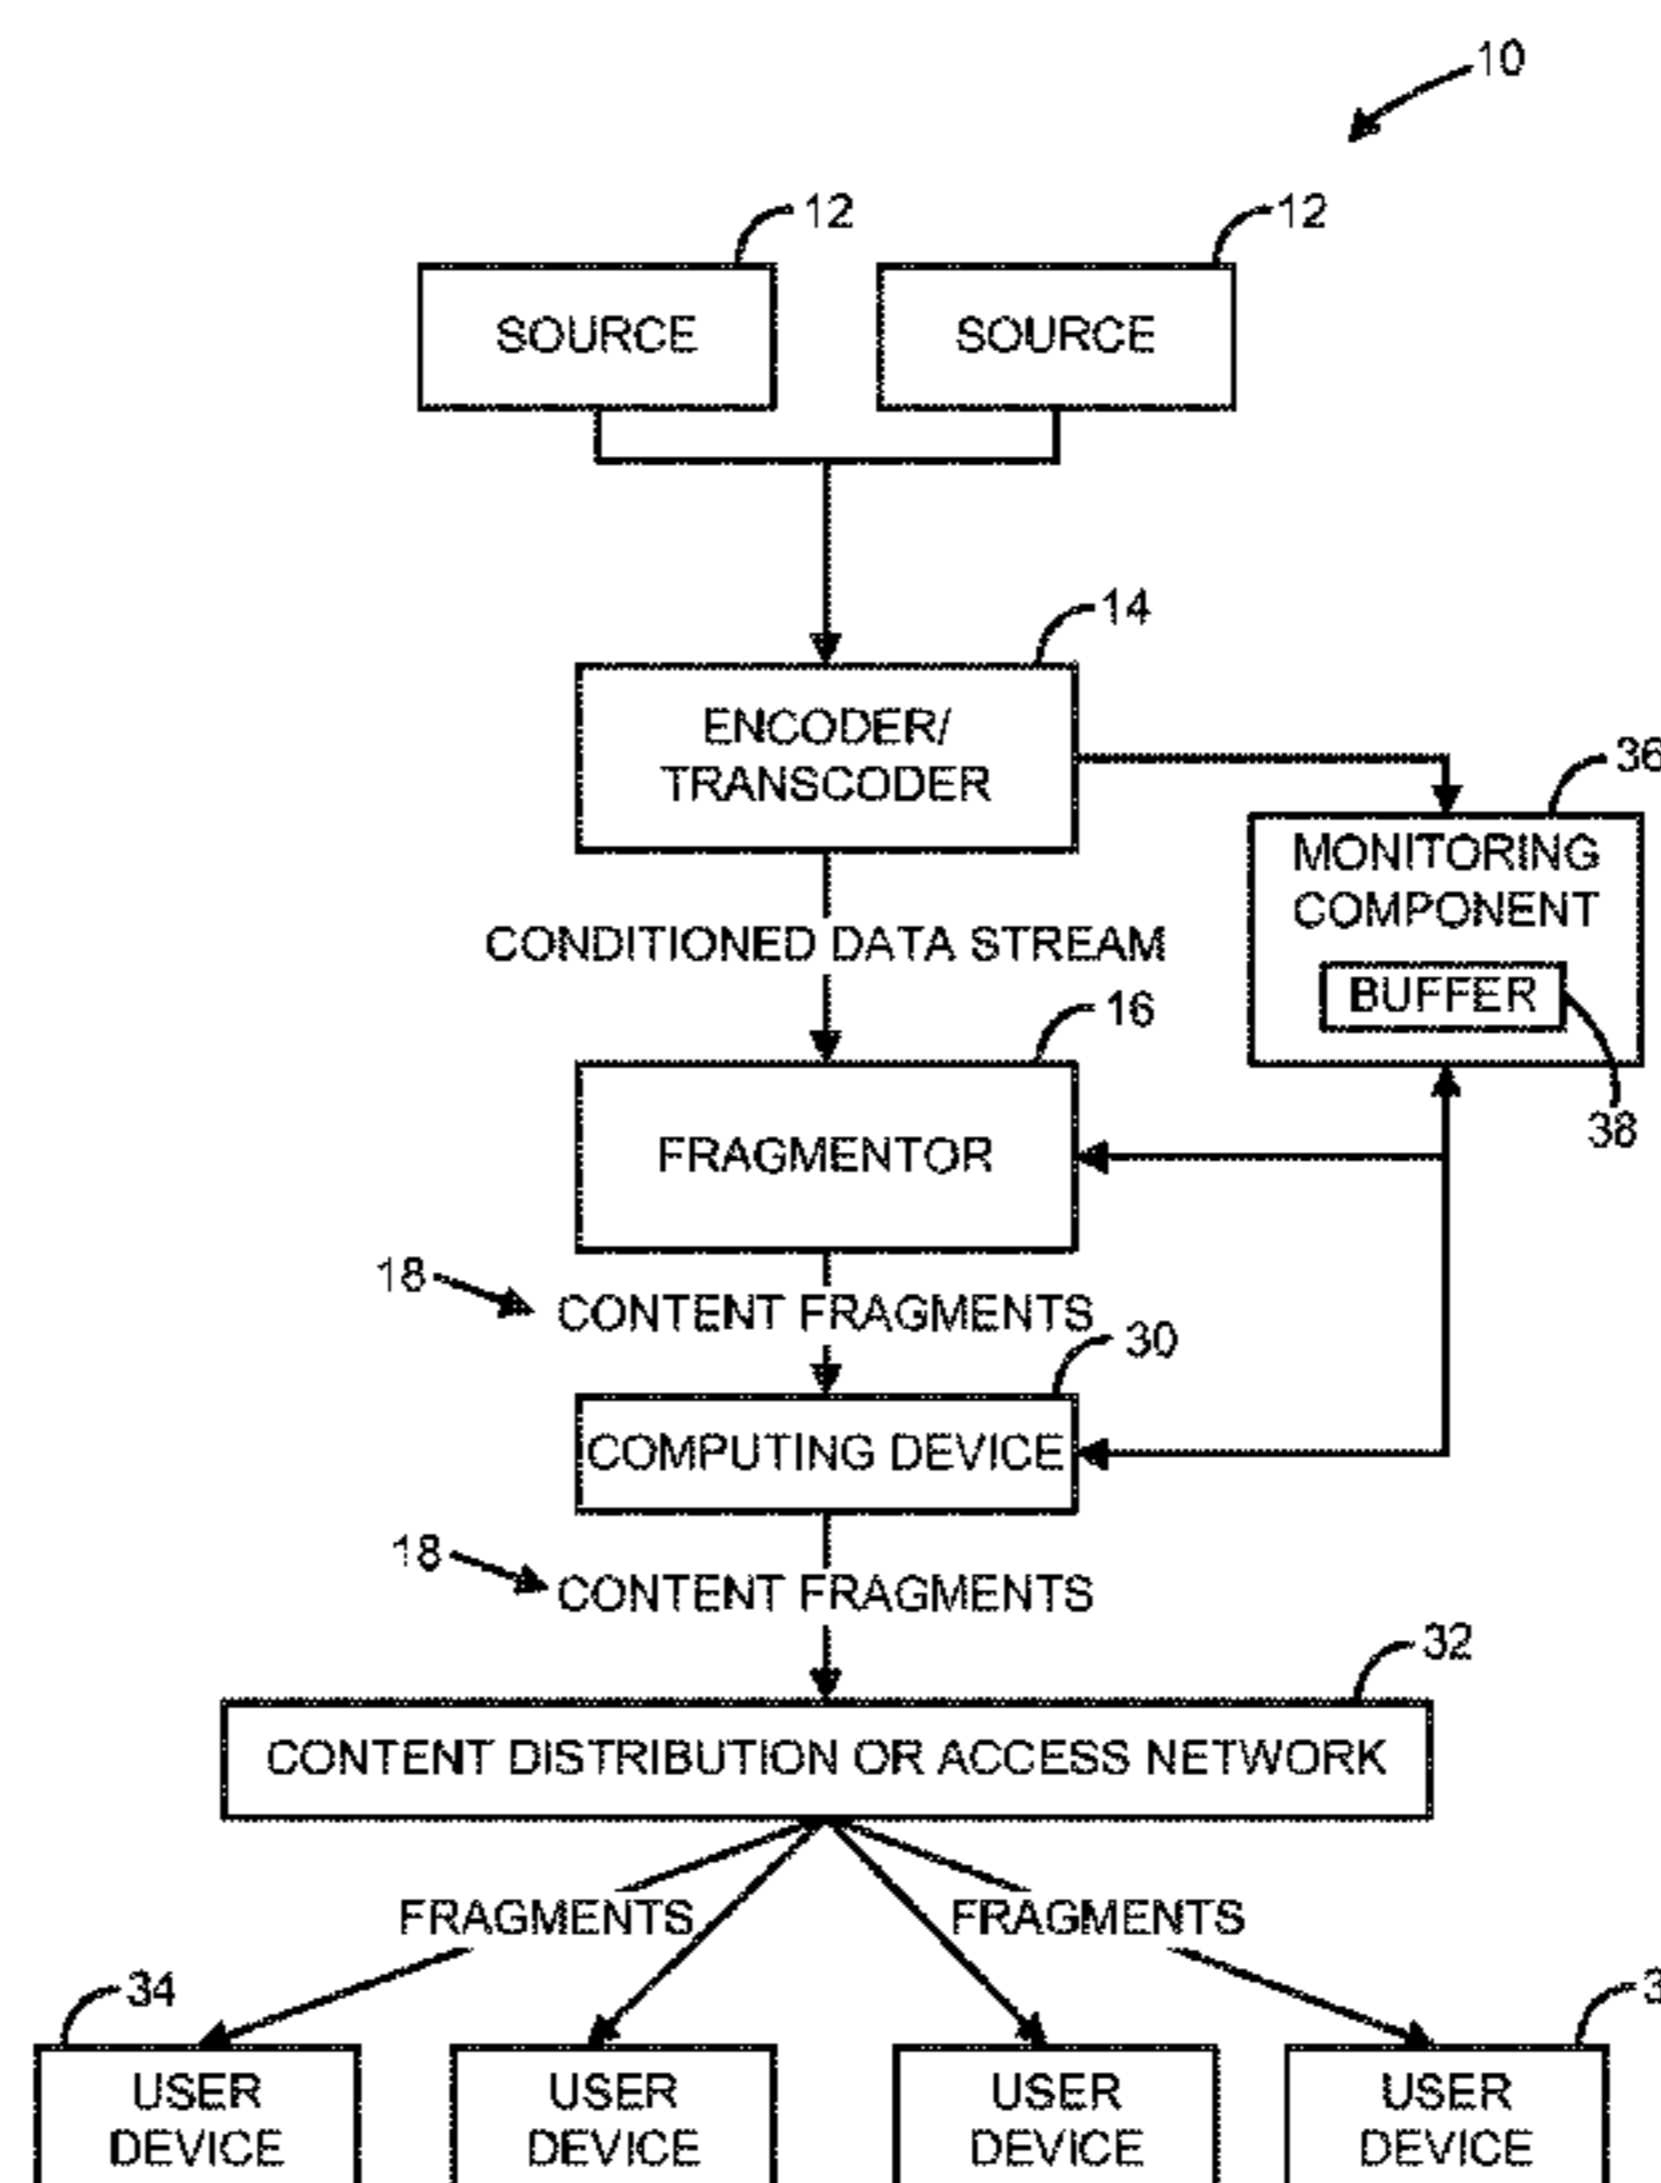 10
12
12
SOURCE
SOURCE
14
ENCODER/
TRANSCODER
36
MONITORING
COMPONENT
BUFFER
38
CONDITIONED DATA STREAM
16
FRAGMENTOR
18
CONTENT FRAGMENTS
30
COMPUTING DEVICE
18
CONTENT FRAGMENTS
32
CONTENT DISTRIBUTION OR ACCESS NETWORK
FRAGMENTS
FRAGMENTS
34
USER
DEVICE
USER
DEVICE
USER
DEVICE
USER
DEVICE